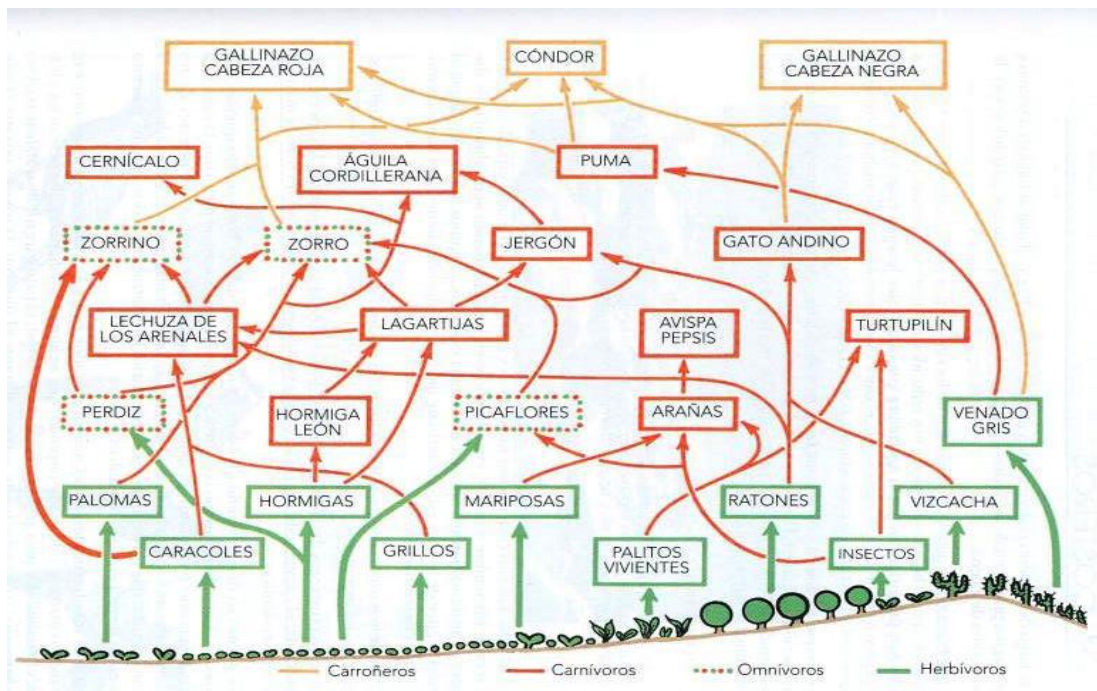 GALLINAZO
CABEZA ROJA
CÓNDOR
GALLINAZO
CABEZA NEGRA
CERNÍCALO
ÁGUILA
CORDILLERANA
PUMA
ZORRINO
ZORRO
JERGÓN
GATO ANDINO
LECHUZA DE
LOS ARENALES
LAGARTIJAS
AVISPA
PEPSIS
TURTUPILÍN
PERDIZ
HORMIGA
LEÓN
PICAFLORES
ARAÑAS
VENADO
GRIS
PALOMAS
HORMIGAS
MARIPOSAS
RATONES
VIZCACHA
CARACOLES
GRILLOS
PALITOS
VIVIENTES
INSECTOS
Carroñeros
Carnívoros
Omnívoros
Herbívoros